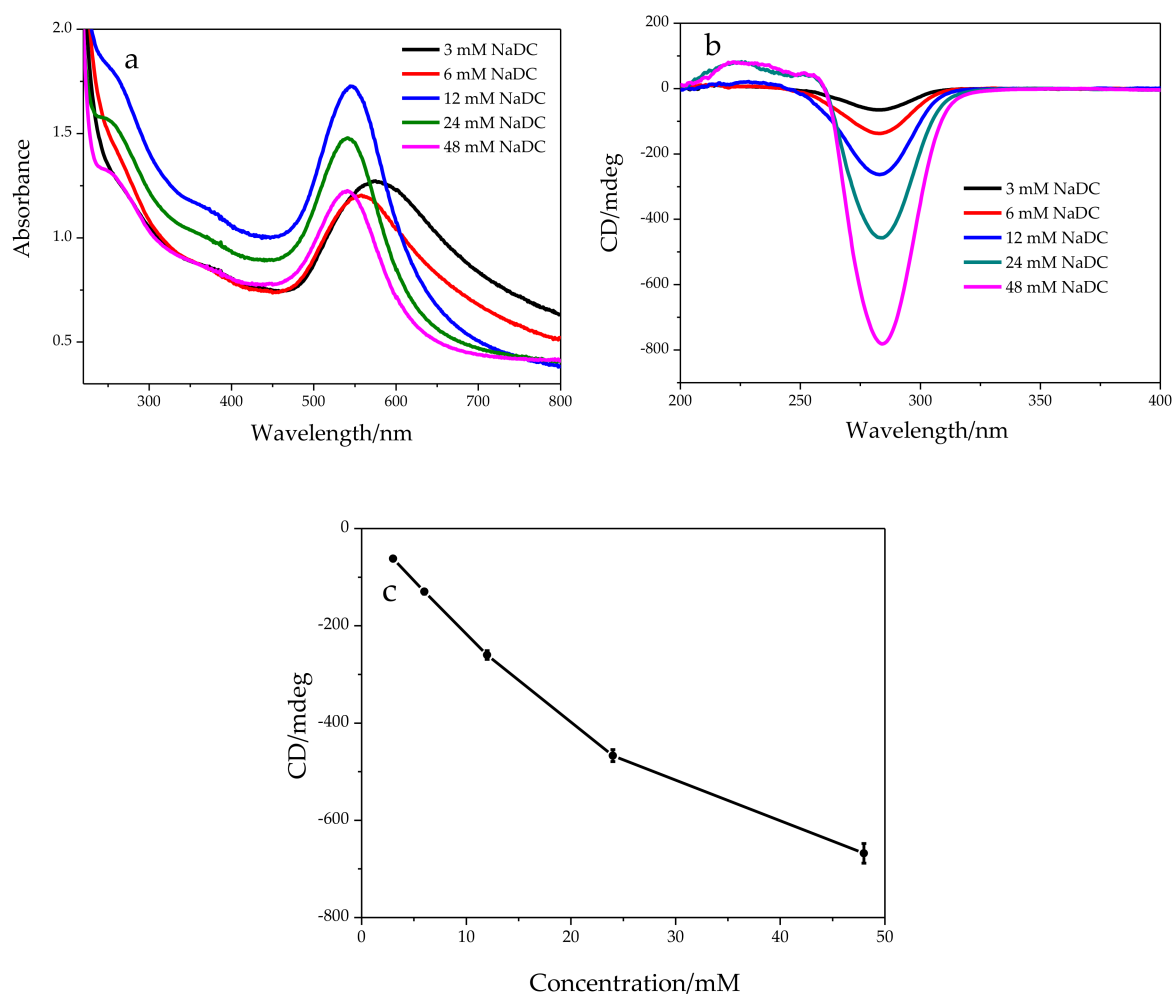 a
2.0
1.5
1.0
0.5
Absorbance
3 mM NaDC
6 mM NaDC
12 mM NaDC
24 mM NaDC
48 mM NaDC
300
400
500
600
700
800
Wavelength/nm
b
200
0
-200
-400
-600
-800
CD/mdeg
3 mM NaDC
6 mM NaDC
12 mM NaDC
24 mM NaDC
48 mM NaDC
200
250
300
350
400
Wavelength/nm
c
0
-200
-400
-600
-800
CD/mdeg
0
10
20
30
40
50
Concentration/mM